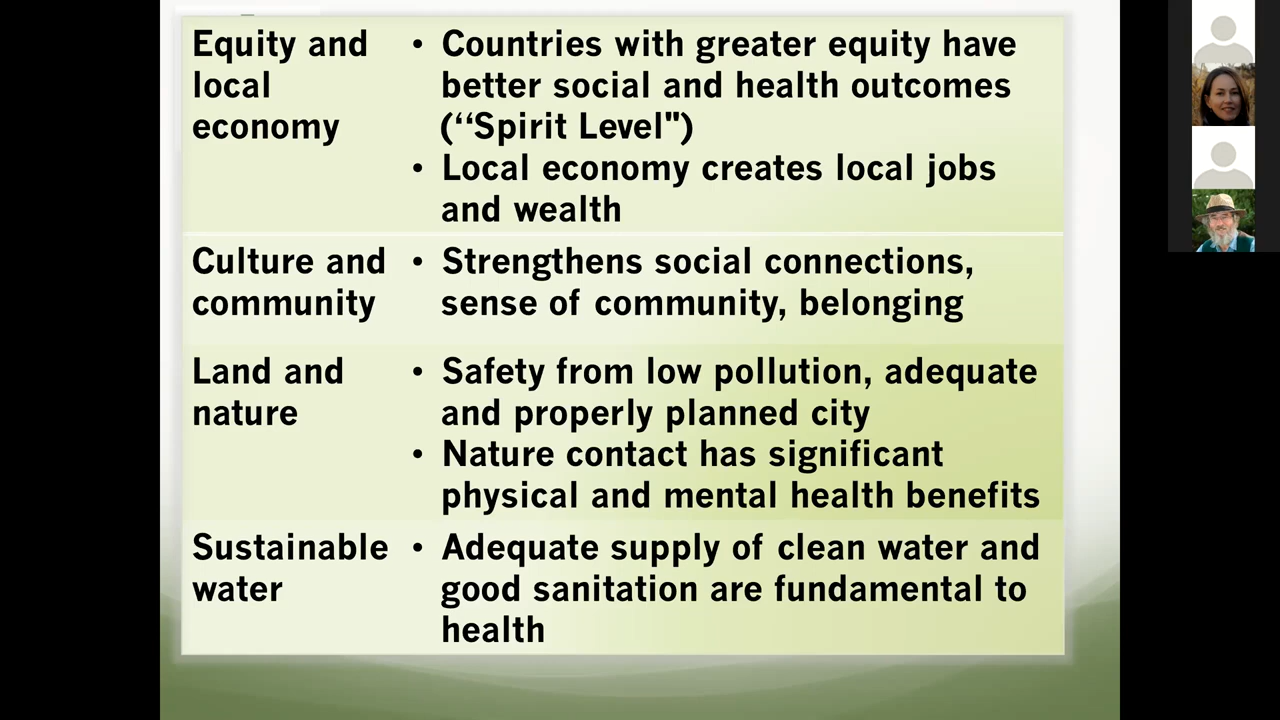 Equity and
local
economy
• Countries with greater equity have
better social and health outcomes
(‘‘Spirit Level")
• Local economy creates local jobs
and wealth
Culture and
community
• Strengthens social connections,
sense of community, belonging
Land and
nature
• Safety from low pollution, adequate
and properly planned city
• Nature contact has significant
physical and mental health benefits
Sustainable
water
• Adequate supply of clean water and
good sanitation are fundamental to
health